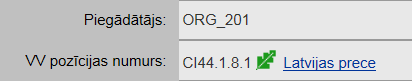 Piegādātājs: ORG_201
VV pozīcijas numurs: CI44.1.8.1 Latvijas prece